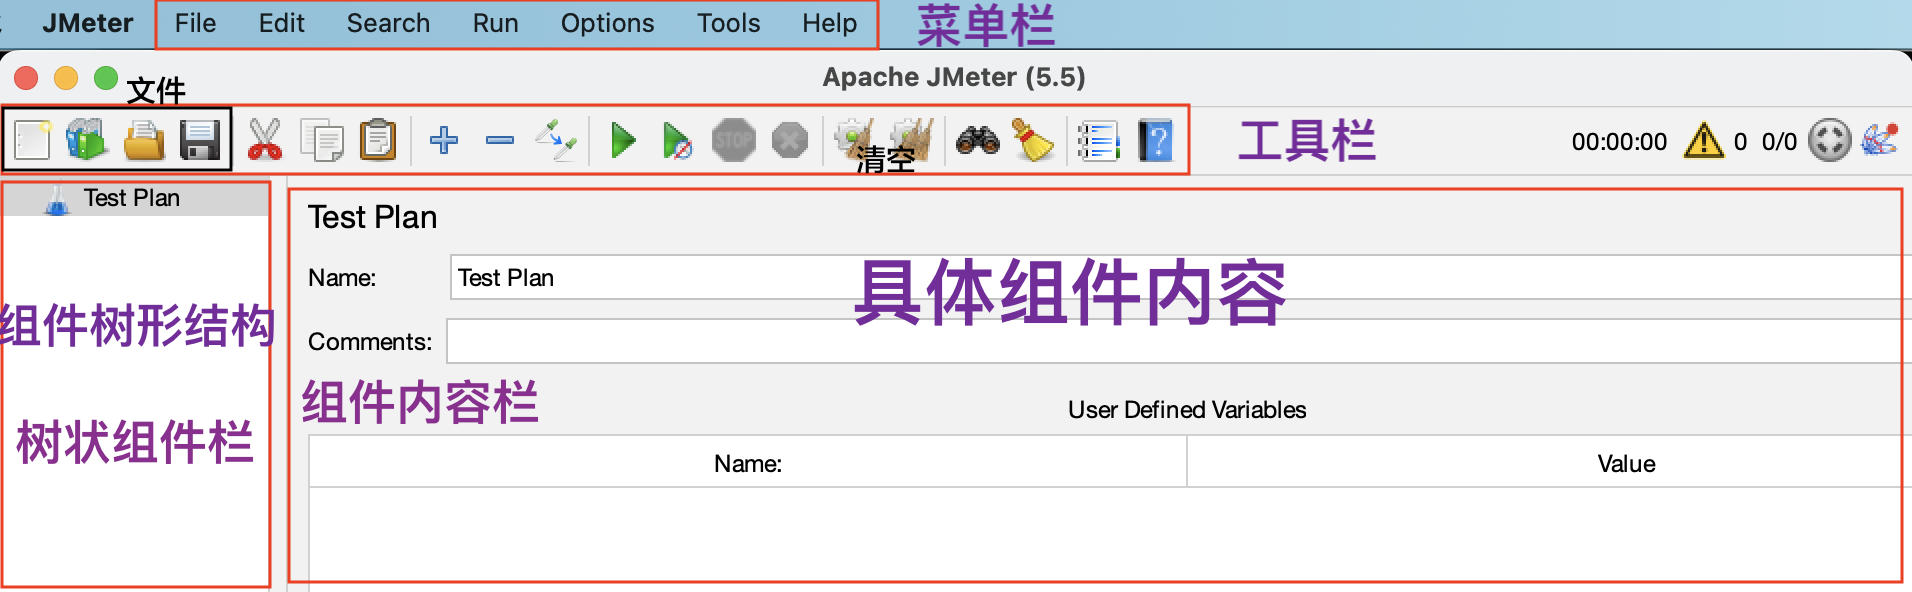 JMeter File Edit Search Run Options Tools Help 菜单栏
Apache JMeter (5.5)
文件
STOP
清空
?
工具栏
00:00:00 0 0/0
Test Plan
组件树形结构
树状组件栏
Test Plan
Name: Test Plan
具体组件内容
Comments:
组件内容栏
User Defined Variables
Name: Value